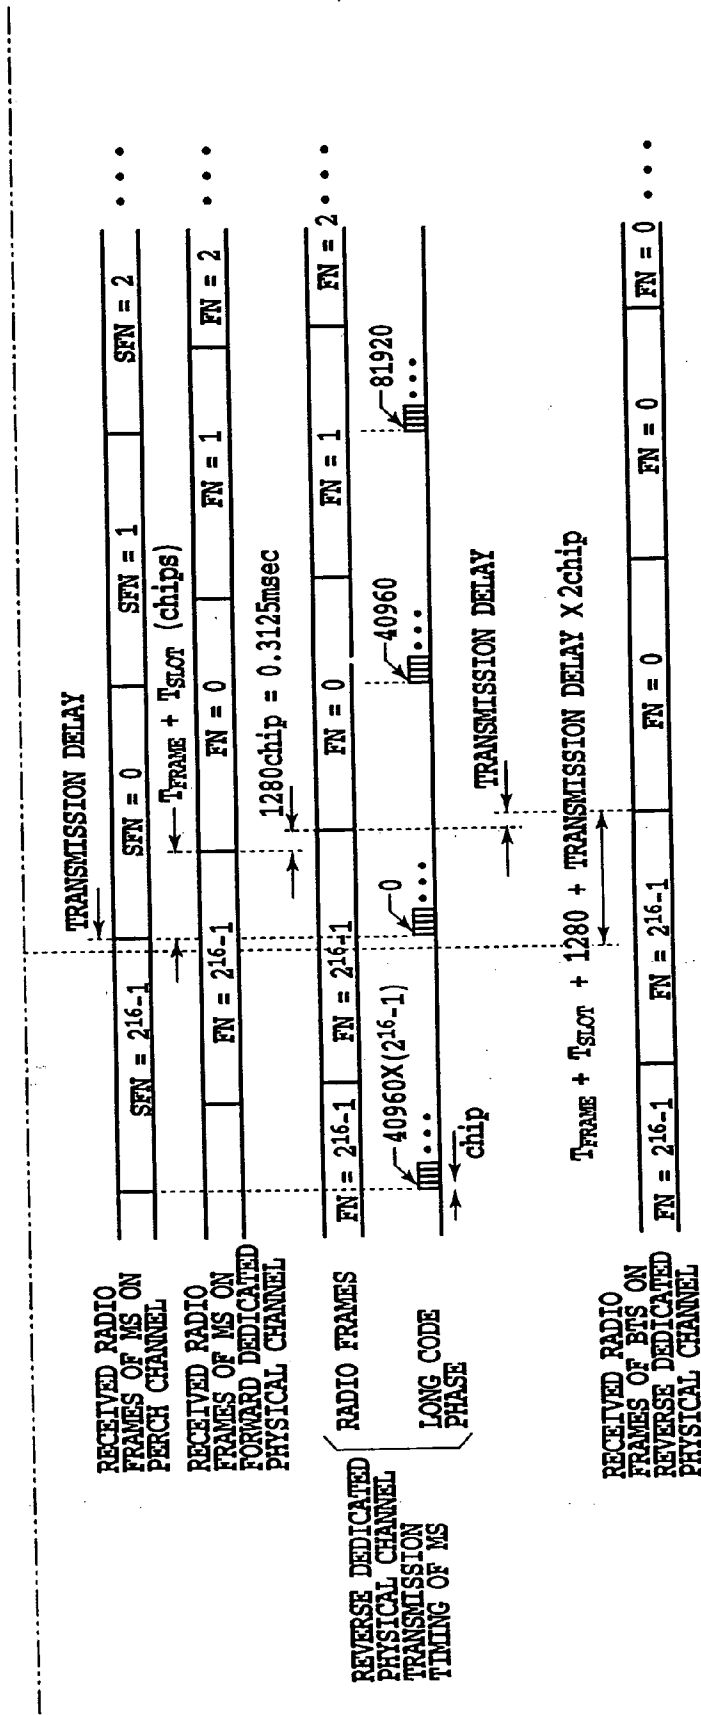 TRANSMISSION DELAY
RECEIVED RADIO
FRAMES OF MS ON
PERCH CHANNEL
SFN = 2^16-1
SFN = 0
SFN = 1
SFN = 2
• • •
T_FRAME + T_SLOT (chips)
RECEIVED RADIO
FRAMES OF MS ON
FORWARD DEDICATED
PHYSICAL CHANNEL
FN = 2^16-1
FN = 0
FN = 1
FN = 2
• • •
1280chip = 0.3125msec
REVERSE DEDICATED
PHYSICAL CHANNEL
TRANSMISSION
TIMING OF MS
RADIO FRAMES
FN = 2^16-1
FN = 2^16-1
FN = 0
FN = 1
FN = 2
• • •
LONG CODE
PHASE
40960X(2^16-1)
0
40960
81920
chip
TRANSMISSION DELAY
T_FRAME + T_SLOT + 1280 + TRANSMISSION DELAY X 2chip
RECEIVED RADIO
FRAMES OF BTS ON
REVERSE DEDICATED
PHYSICAL CHANNEL
FN = 2^16-1
FN = 2^16-1
FN = 0
FN = 0
FN = 0
• • •